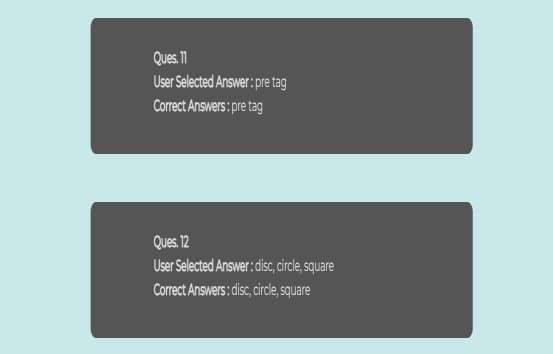 Ques. 11
User Selected Answer : pre tag
Correct Answers : pre tag
Ques. 12
User Selected Answer : disc, circle, square
Correct Answers : disc, circle, square